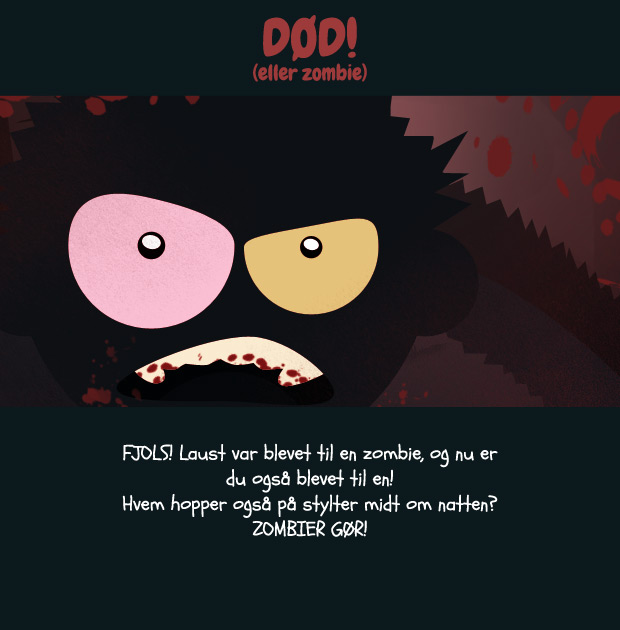 DØD!
(eller zombie)
FJOLS! Laust var blevet til en zombie, og nu er
du også blevet til en!
Hvem hopper også på stylter midt om natten?
ZOMBIER GØR!